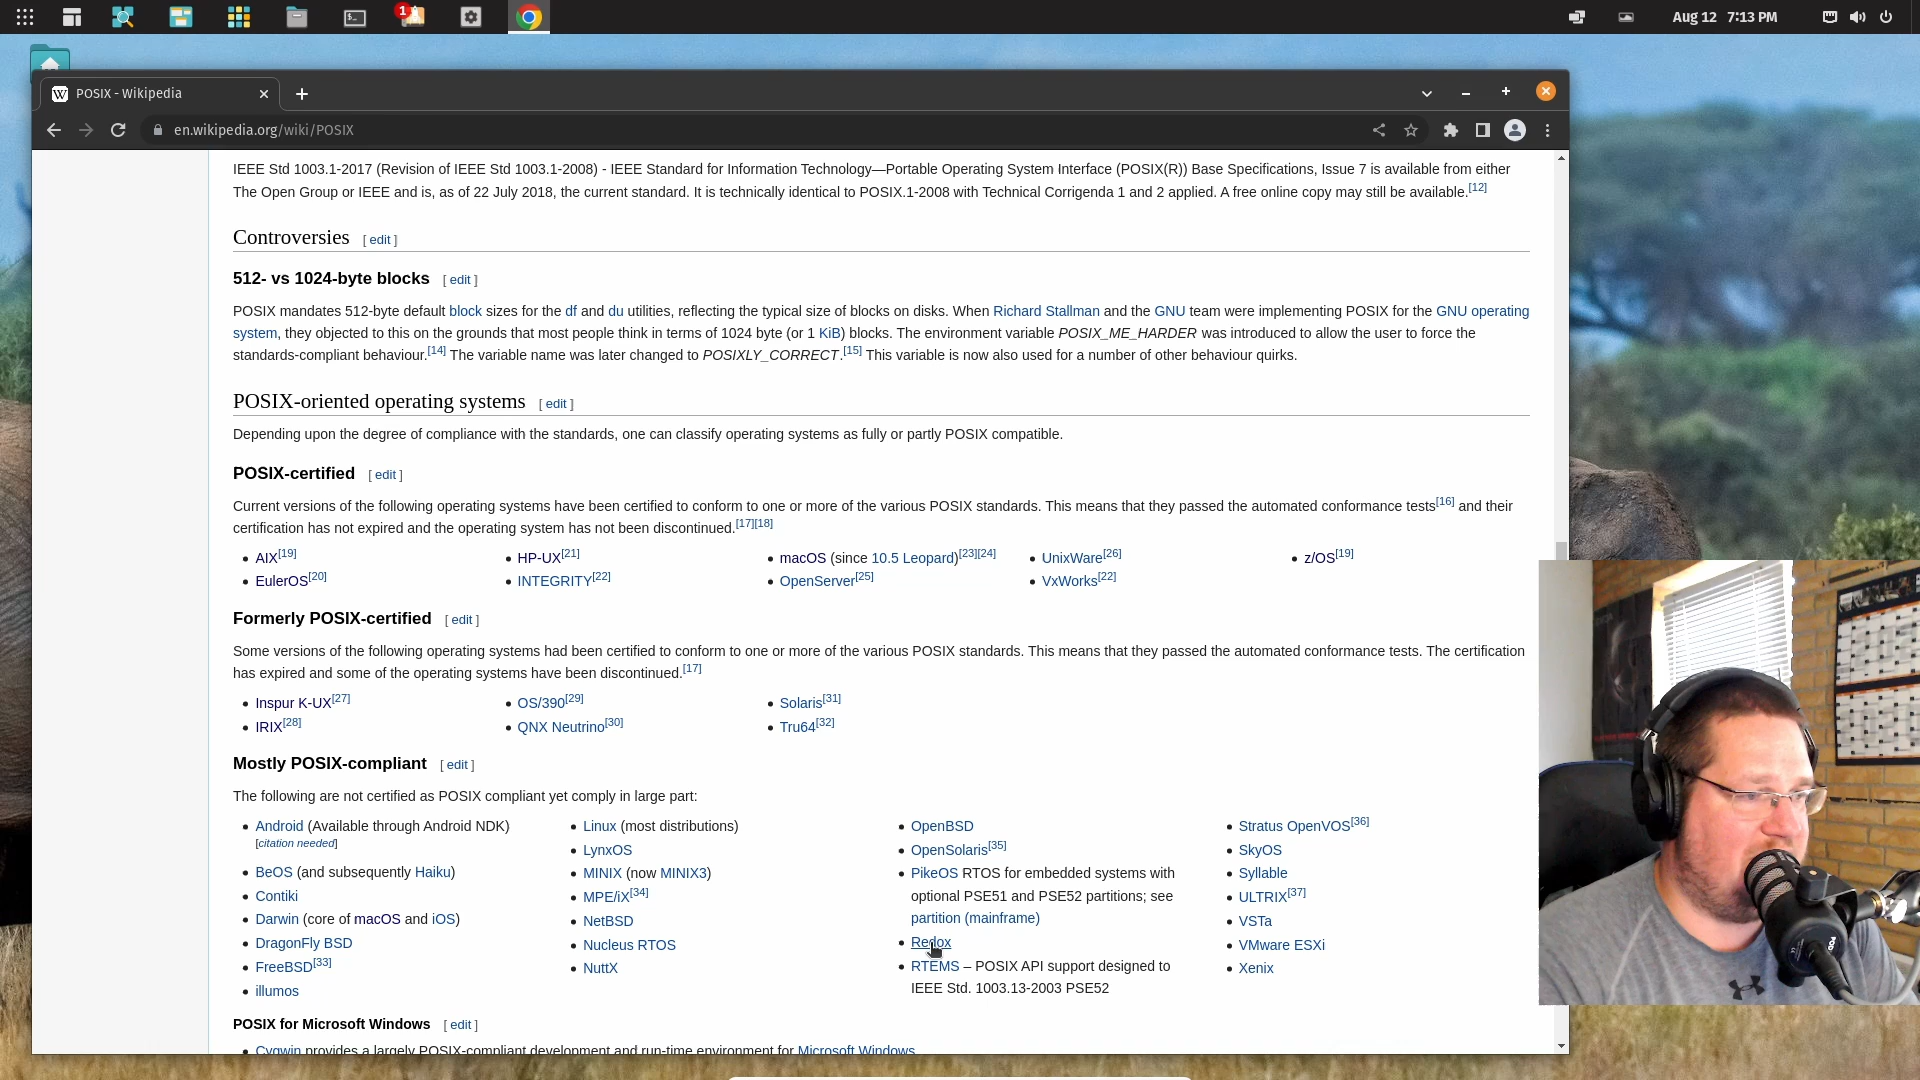 1
Aug 12 7:13 PM
POSIX - Wikipedia
en.wikipedia.org/wiki/POSIX
IEEE Std 1003.1-2017 (Revision of IEEE Std 1003.1-2008) - IEEE Standard for Information Technology—Portable Operating System Interface (POSIX(R)) Base Specifications, Issue 7 is available from either
The Open Group or IEEE and is, as of 22 July 2018, the current standard. It is technically identical to POSIX.1-2008 with Technical Corrigenda 1 and 2 applied. A free online copy may still be available.[12]
Controversies [ edit ]
512- vs 1024-byte blocks [ edit ]
POSIX mandates 512-byte default block sizes for the df and du utilities, reflecting the typical size of blocks on disks. When Richard Stallman and the GNU team were implementing POSIX for the GNU operating
system, they objected to this on the grounds that most people think in terms of 1024 byte (or 1 KiB) blocks. The environment variable POSIX_ME_HARDER was introduced to allow the user to force the
standards-compliant behaviour.[14] The variable name was later changed to POSIXLY_CORRECT.[15] This variable is now also used for a number of other behaviour quirks.
POSIX-oriented operating systems [ edit ]
Depending upon the degree of compliance with the standards, one can classify operating systems as fully or partly POSIX compatible.
POSIX-certified [ edit ]
Current versions of the following operating systems have been certified to conform to one or more of the various POSIX standards. This means that they passed the automated conformance tests[16] and their
certification has not expired and the operating system has not been discontinued.[17][18]
AIX[19]
EulerOS[20]
HP-UX[21]
INTEGRITY[22]
macOS (since 10.5 Leopard)[23][24]
OpenServer[25]
UnixWare[26]
VxWorks[22]
z/OS[19]
Formerly POSIX-certified [ edit ]
Some versions of the following operating systems had been certified to conform to one or more of the various POSIX standards. This means that they passed the automated conformance tests. The certification
has expired and some of the operating systems have been discontinued.[17]
Inspur K-UX[27]
IRIX[28]
OS/390[29]
QNX Neutrino[30]
Solaris[31]
Tru64[32]
Mostly POSIX-compliant [ edit ]
The following are not certified as POSIX compliant yet comply in large part:
Android (Available through Android NDK)
[citation needed]
BeOS (and subsequently Haiku)
Contiki
Darwin (core of macOS and iOS)
DragonFly BSD
FreeBSD[33]
illumos
Linux (most distributions)
LynxOS
MINIX (now MINIX3)
MPE/iX[34]
NetBSD
Nucleus RTOS
NuttX
OpenBSD
OpenSolaris[35]
PikeOS RTOS for embedded systems with
optional PSE51 and PSE52 partitions; see
partition (mainframe)
Redox
RTEMS – POSIX API support designed to
IEEE Std. 1003.13-2003 PSE52
Stratus OpenVOS[36]
SkyOS
Syllable
ULTRIX[37]
VSTa
VMware ESXi
Xenix
POSIX for Microsoft Windows [ edit ]
Cygwin provides a largely POSIX-compliant development and run-time environment for Microsoft Windows.